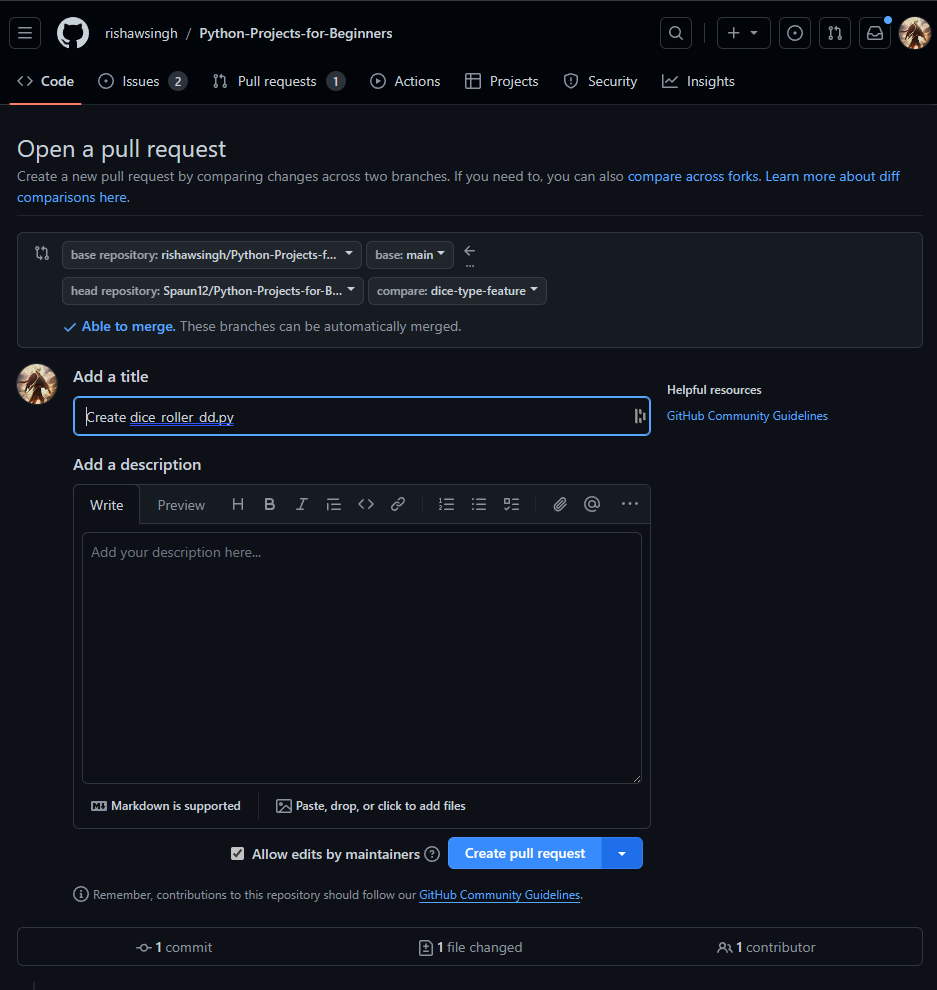 rishawsingh / Python-Projects-for-Beginners
Code Issues 2 Pull requests 1 Actions Projects Security Insights
Open a pull request
Create a new pull request by comparing changes across two branches. If you need to, you can also compare across forks. Learn more about diff
comparisons here.
base repository: rishawsingh/Python-Projects-f... base: main
head repository: Spaun12/Python-Projects-for-B... compare: dice-type-feature
Able to merge. These branches can be automatically merged.
Add a title
Helpful resources
GitHub Community Guidelines
Create dice_roller_dd.py
Add a description
Write Preview H B I
Add your description here...
Markdown is supported Paste, drop, or click to add files
Allow edits by maintainers Create pull request
Remember, contributions to this repository should follow our GitHub Community Guidelines.
1 commit 1 file changed 1 contributor